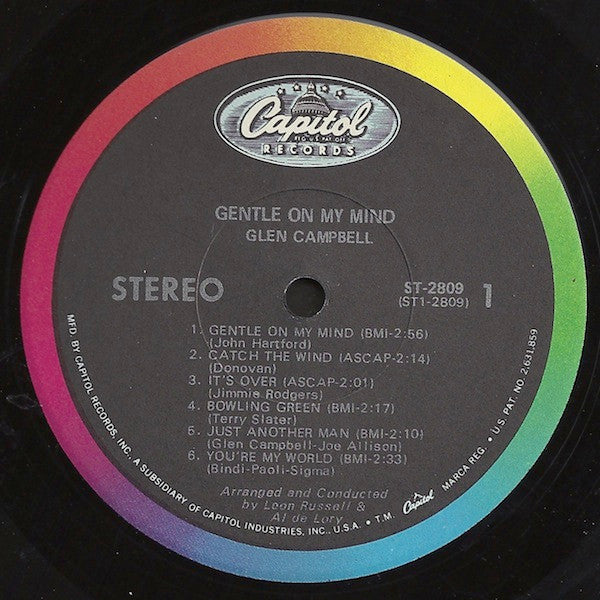 Capitol
REG. U.S. PAT. OFF.
RECORDS
GENTLE ON MY MIND
GLEN CAMPBELL
STEREO
ST-2809
(ST1-2809)
1
1. GENTLE ON MY MIND (BMI-2:56)
(John Hartford)
2. CATCH THE WIND (ASCAP-2:14)
(Donovan)
3. IT'S OVER (ASCAP-2:01)
(Jimmie Rodgers)
4. BOWLING GREEN (BMI-2:17)
(Terry Slater)
5. JUST ANOTHER MAN (BMI-2:10)
(Glen Campbell-Joe Allison)
6. YOU'RE MY WORLD (BMI-2:33)
(Bindi-Paoli-Sigma)
Arranged and Conducted
by Leon Russell &
Al de Lory
MFD. BY CAPITOL RECORDS, INC., A SUBSIDIARY OF CAPITOL INDUSTRIES, INC., U.S.A. • T.M. Capitol MARCA REG. • U.S. PAT. NO. 2,631,859